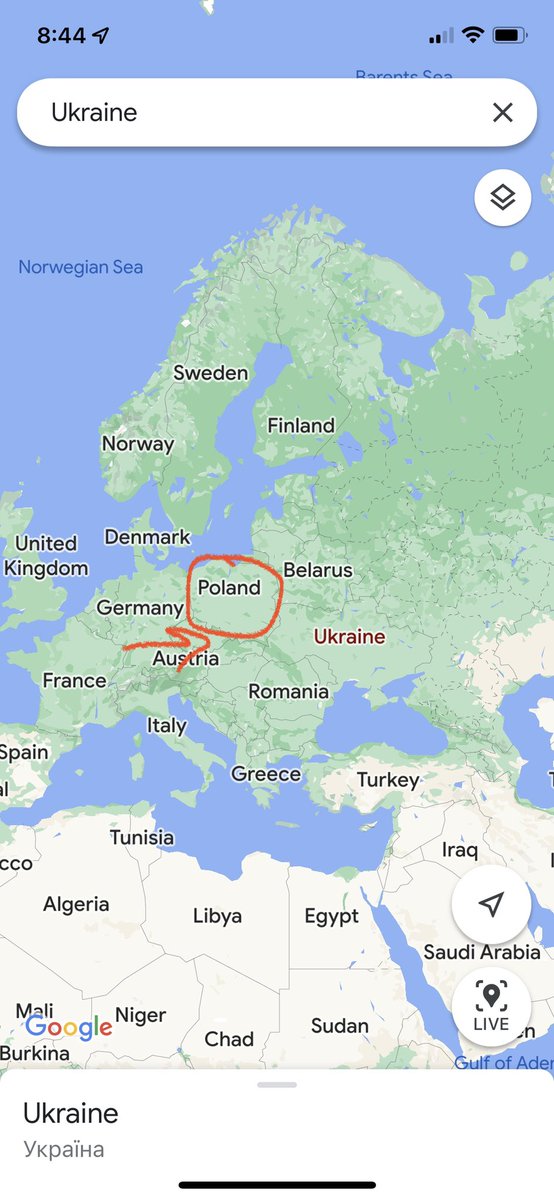 8:44
Barents Sea
Ukraine
Norwegian Sea
Sweden
Finland
Norway
Denmark
United
Kingdom
Belarus
Poland
Germany
Ukraine
Austria
France
Romania
Italy
Spain
Greece
Turkey
Tunisia
Iraq
cco
Algeria
Libya
Egypt
Saudi Arabia
Mali
Niger
Google
LIVE
Sudan
Chad
Burkina
Gulf of Aden
Ukraine
Україна